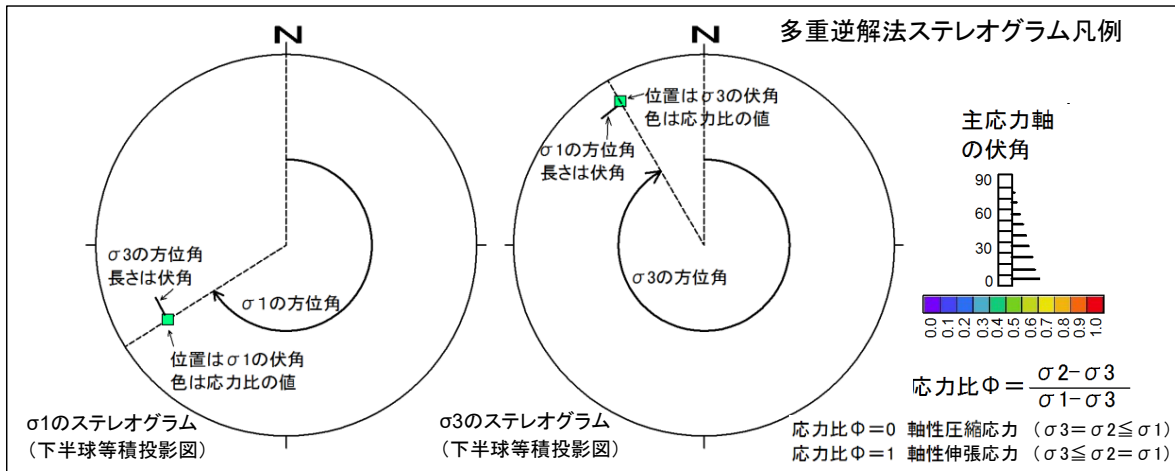 多重逆解法ステレオグラム凡例
N
σ3の方位角
長さは伏角
σ1の方位角
位置はσ1の伏角
色は応力比の値
σ1のステレオグラム
(下半球等積投影図)
N
位置はσ3の伏角
色は応力比の値
σ1の方位角
長さは伏角
σ3の方位角
σ3のステレオグラム
(下半球等積投影図)
主応力軸
の伏角
90
60
30
0
0.0 0.1 0.2 0.3 0.4 0.5 0.6 0.7 0.8 0.9 1.0
応力比Φ=σ2-σ3/σ1-σ3
応力比Φ=0 軸性圧縮応力 (σ3=σ2≦σ1)
応力比Φ=1 軸性伸張応力 (σ3≦σ2=σ1)